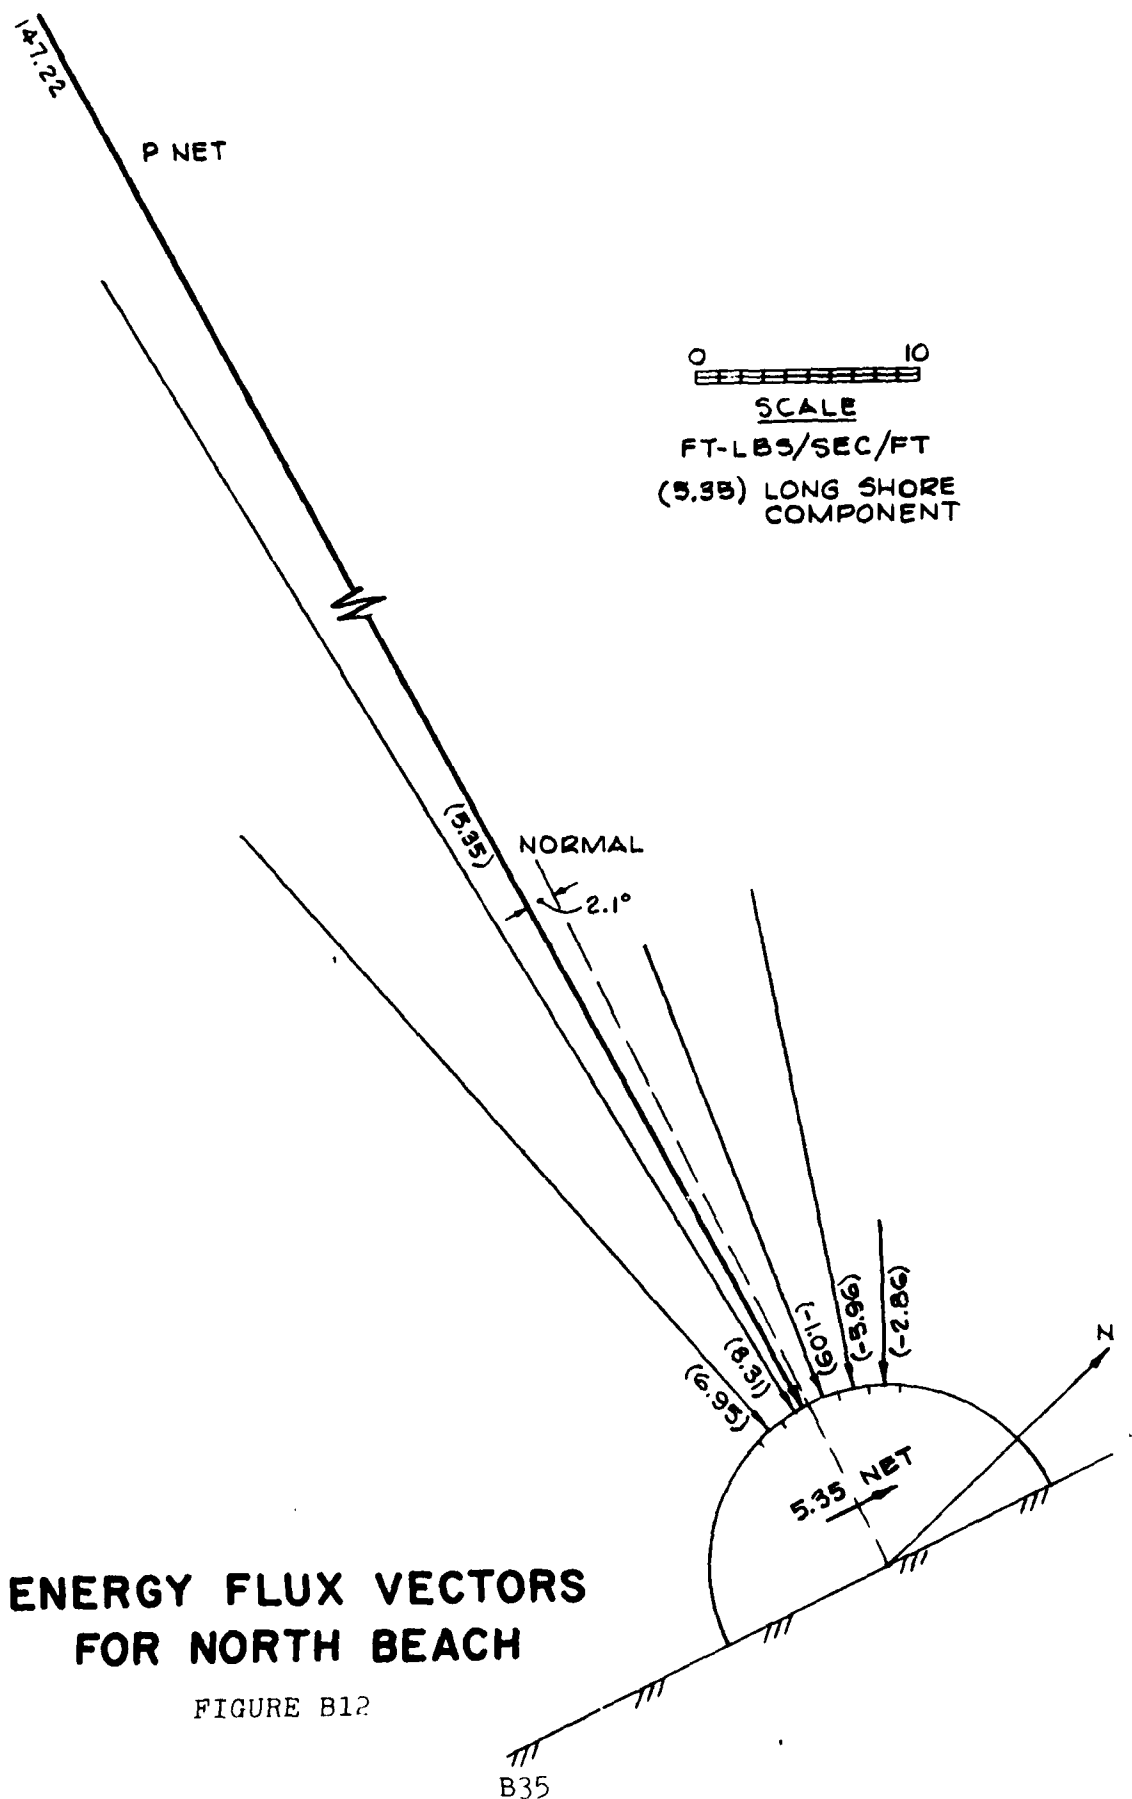 147.22
P NET
0 10
SCALE
FT-LBS/SEC/FT
(5.35) LONG SHORE
COMPONENT
(5.35)
NORMAL
2.1°
(6.95)
(8.31)
(-1.09)
(-5.96)
(-2.86)
N
5.35 NET
ENERGY FLUX VECTORS
FOR NORTH BEACH
FIGURE B12
B35